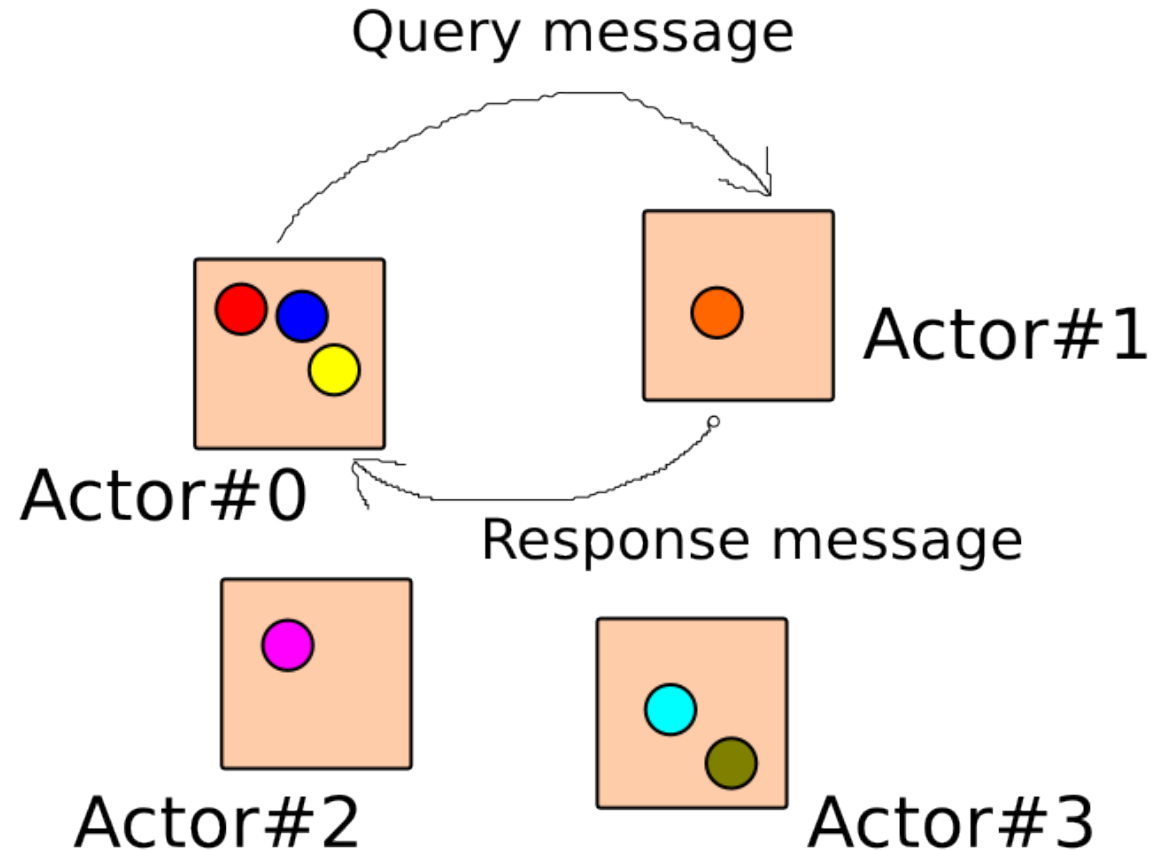 Query message
Actor#1
Actor#0
Response message
Actor#2
Actor#3